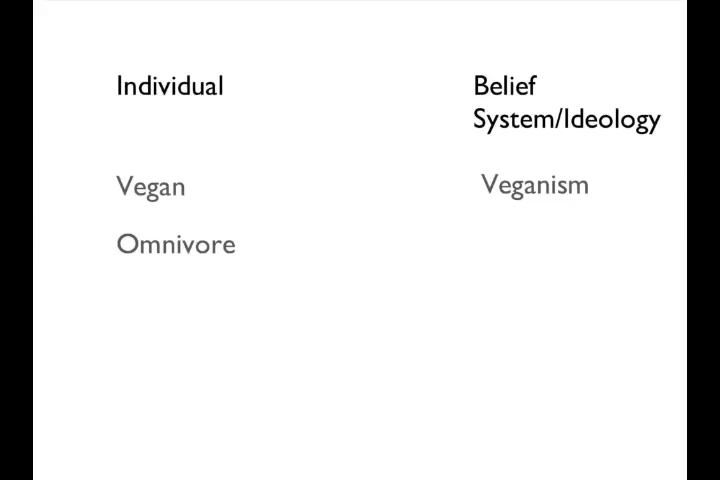 Individual
Belief
System/Ideology
Vegan
Veganism
Omnivore